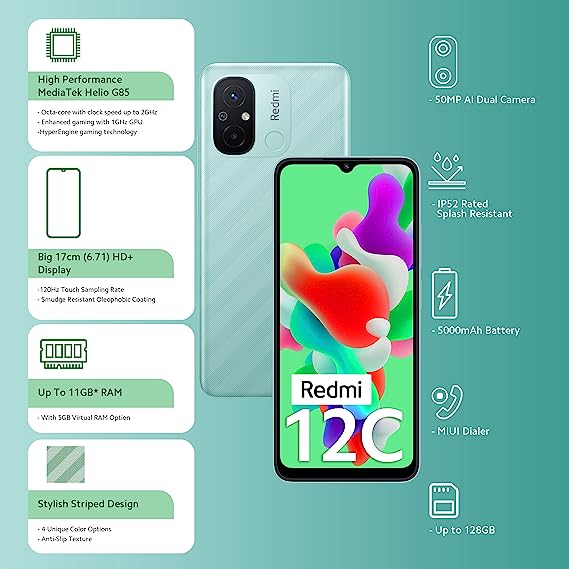 High Performance
MediaTek Helio G85
• Octa-core with clock speed up to 2GHz
• Enhanced gaming with 1GHz GPU
•HyperEngine gaming technology
Big 17cm (6.71) HD+
Display
•120Hz Touch Sampling Rate
• Smudge Resistant Oleophobic Coating
Up To 11GB* RAM
• With 5GB Virtual RAM Option
Stylish Striped Design
• 4 Unique Color Options
• Anti-Slip Texture
Redmi
Redmi
12C
- 50MP AI Dual Camera
- IP52 Rated
Splash Resistant
- 5000mAh Battery
- MIUI Dialer
- Up to 128GB